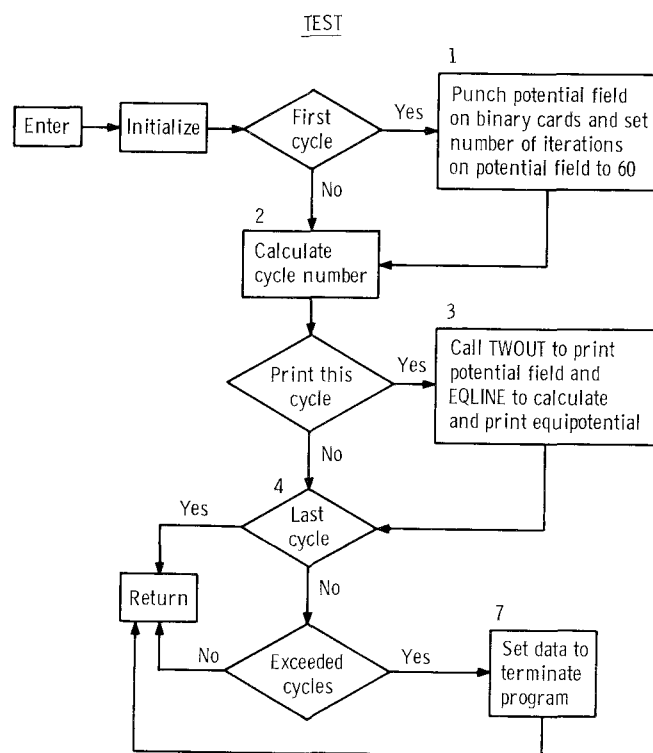 TEST
1
Punch potential field
on binary cards and set
number of iterations
on potential field to 60
Enter
Initialize
First
cycle
Yes
No
2
Calculate
cycle number
3
Call TWOUT to print
potential field and
EQLINE to calculate
and print equipotential
Print this
cycle
Yes
No
4
Last
cycle
Yes
No
Return
7
Set data to
terminate
program
Exceeded
cycles
No
Yes